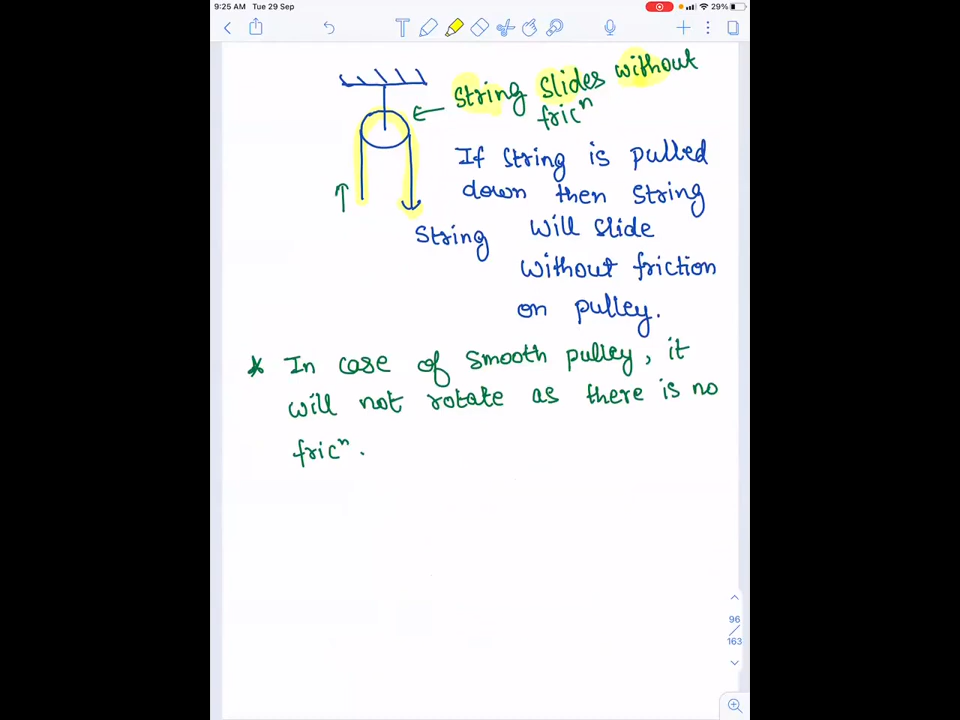 9:25 AM Tue 29 Sep
29%
T
String slides without
fricⁿ
If string is pulled
down then string
String will slide
without friction
on pulley.
* In case of smooth pulley, it
will not rotate as there is no
fricⁿ.
96
/
163